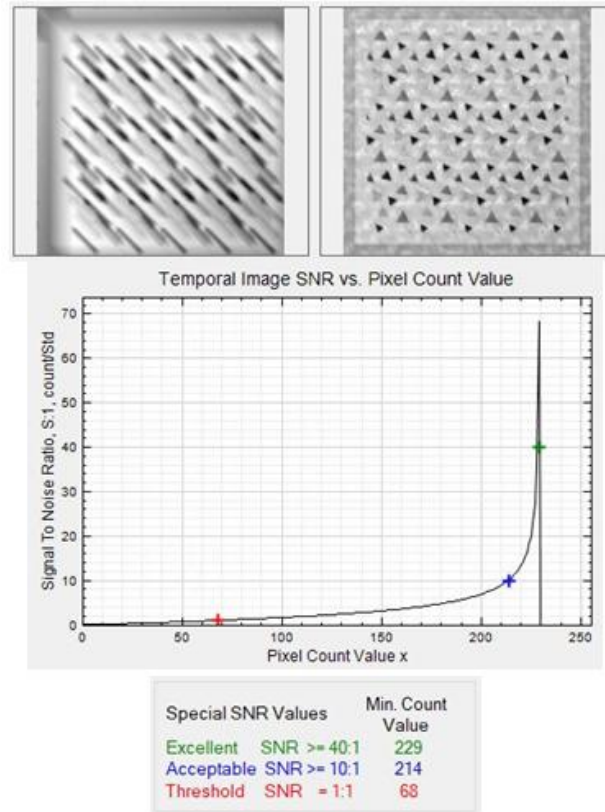 Temporal Image SNR vs. Pixel Count Value
Signal To Noise Ratio, S:1, count/Std
70
60
50
40
30
20
10
0
0 50 100 150 200 250
Pixel Count Value x
Special SNR Values Min. Count Value
Excellent SNR >= 40:1 229
Acceptable SNR >= 10:1 214
Threshold SNR = 1:1 68